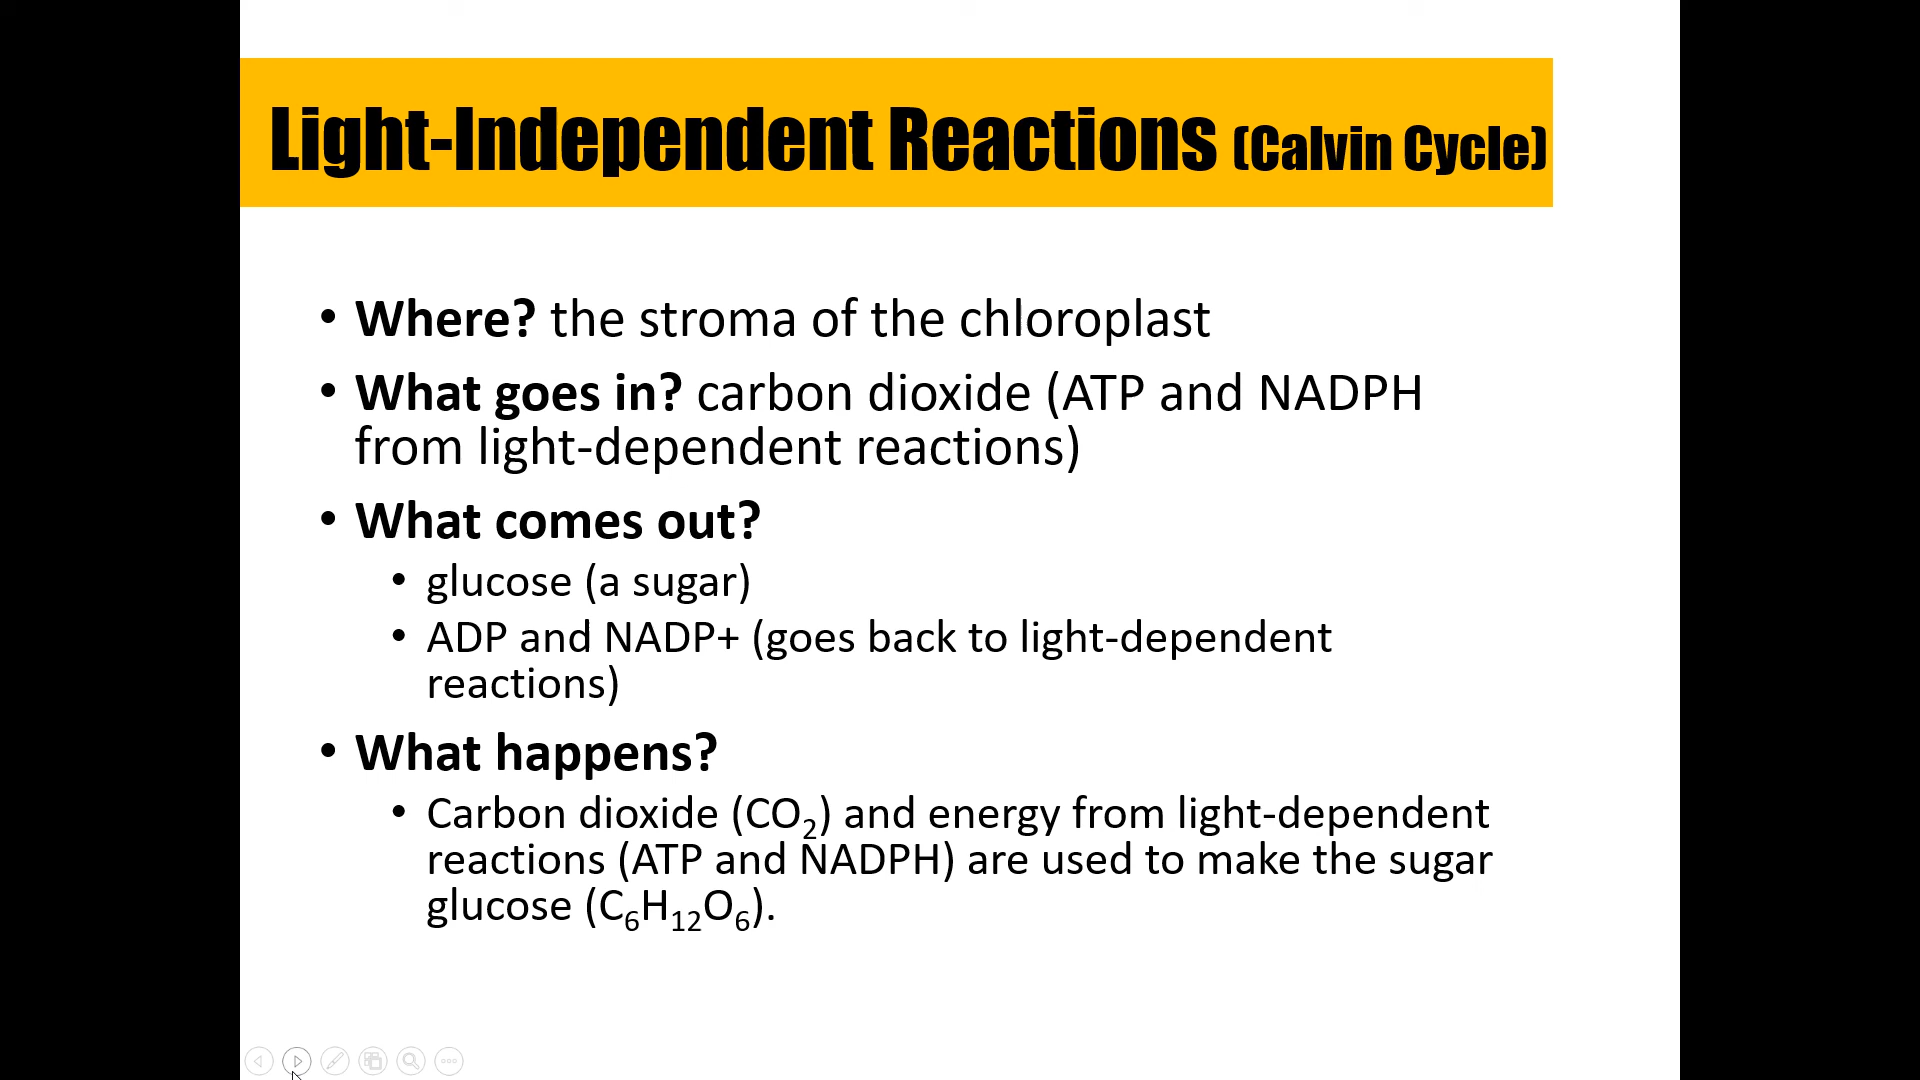 Light-Independent Reactions (Calvin Cycle)
• Where? the stroma of the chloroplast
• What goes in? carbon dioxide (ATP and NADPH
from light-dependent reactions)
• What comes out?
• glucose (a sugar)
• ADP and NADP+ (goes back to light-dependent
reactions)
• What happens?
• Carbon dioxide (CO₂) and energy from light-dependent
reactions (ATP and NADPH) are used to make the sugar
glucose (C₆H₁₂O₆).